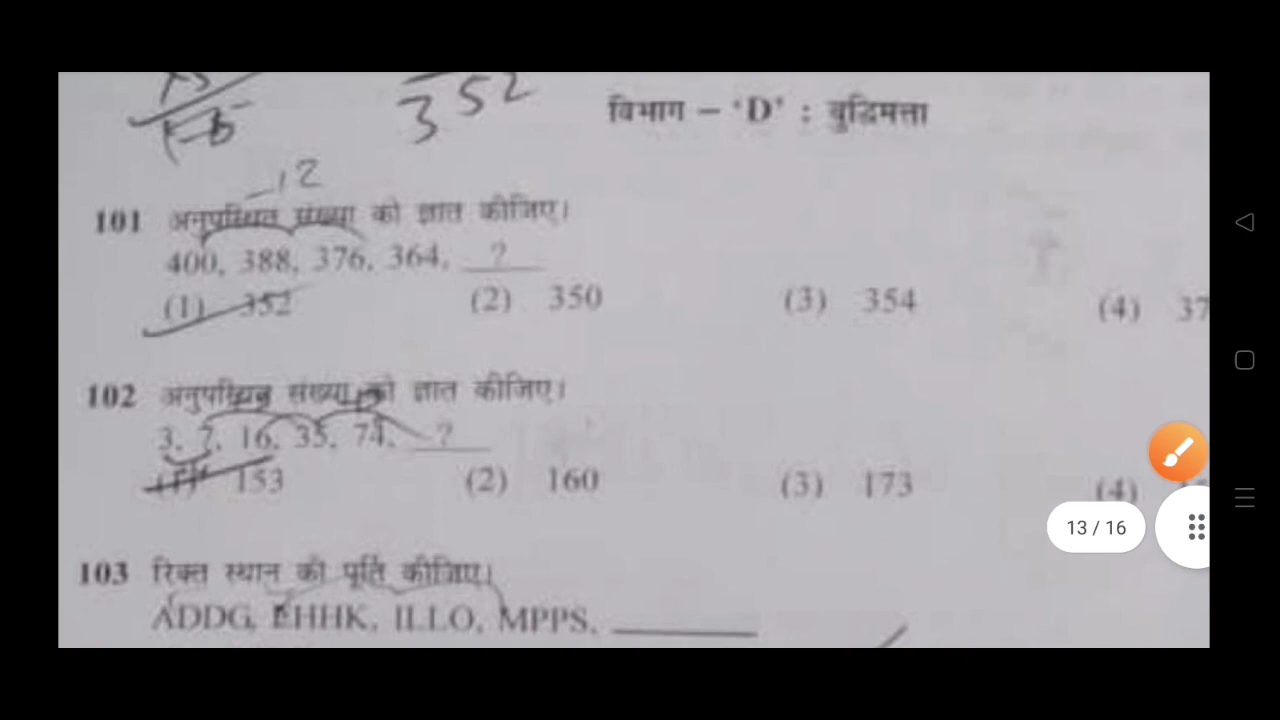 352
विभाग – ‘D’ : बुद्धिमत्ता
-12
101 अनुपस्थित संख्या को ज्ञात कीजिए।
400, 388, 376, 364, ?
(1) 352 (2) 350 (3) 354 (4) 37
102 अनुपस्थित संख्या को ज्ञात कीजिए।
3, 7, 16, 35, 74, ?
(1) 153 (2) 160 (3) 173 (4)
13 / 16
103 रिक्त स्थान की पूर्ति कीजिए।
ADDG, EHHK, ILLO, MPPS,